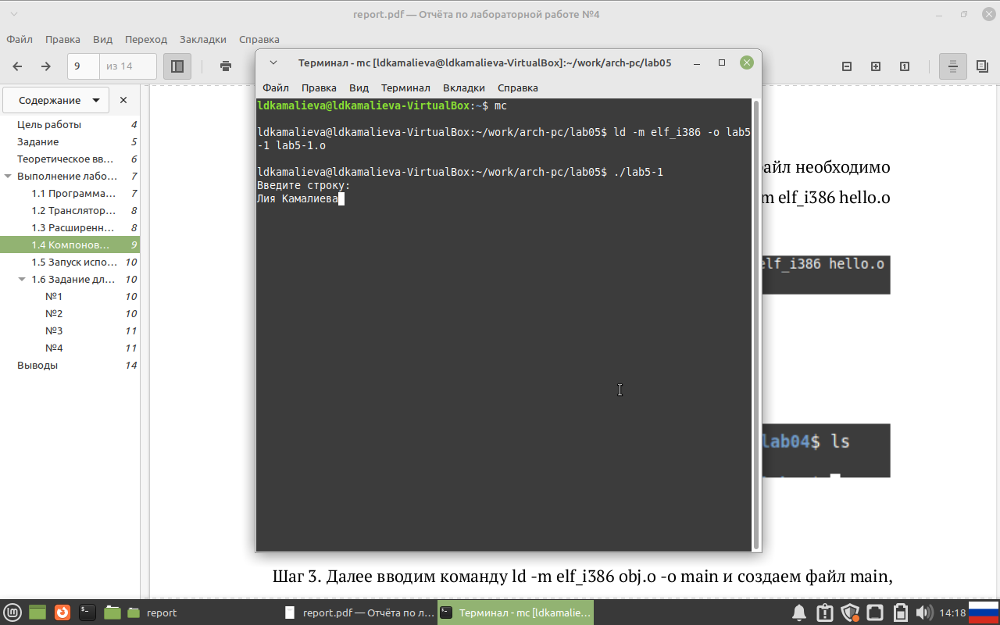 report.pdf — Отчёта по лабораторной работе №4
Файл Правка Вид Переход Закладки Справка
9 из 14
Содержание
Цель работы 4
Задание 5
Теоретическое вв… 6
Выполнение лабо… 7
1.1 Программа… 7
1.2 Транслятор… 8
1.3 Расширенн… 8
1.4 Компонов… 9
1.5 Запуск испо… 10
1.6 Задание дл… 10
№1 10
№2 10
№3 11
№4 11
Выводы 14
Терминал - mc [ldkamalieva@ldkamalieva-VirtualBox]:~/work/arch-pc/lab05
Файл Правка Вид Терминал Вкладки Справка
ldkamalieva@ldkamalieva-VirtualBox:~$ mc
ldkamalieva@ldkamalieva-VirtualBox:~/work/arch-pc/lab05$ ld -m elf_i386 -o lab5
-1 lab5-1.o
ldkamalieva@ldkamalieva-VirtualBox:~/work/arch-pc/lab05$ ./lab5-1
Введите строку:
Лия Камалиева
необходимо
m elf_i386 hello.o
elf_i386 hello.o
lab04$ ls
Шаг 3. Далее вводим команду ld -m elf_i386 obj.o -o main и создаем файл main,
report
report.pdf — Отчёта по л…
Терминал - mc [ldkamalie…
14:18